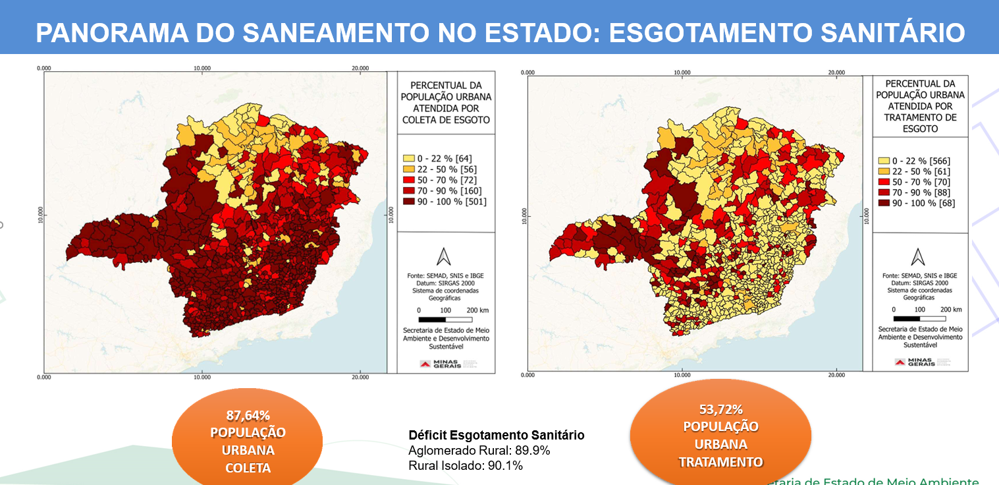 PANORAMA DO SANEAMENTO NO ESTADO: ESGOTAMENTO SANITÁRIO
0.000
10.000
20.000
10.000
10.000
0.000
10.000
20.000
PERCENTUAL DA
POPULAÇÃO URBANA
ATENDIDA POR
COLETA DE ESGOTO
0 - 22 % [64]
22 - 50 % [56]
50 - 70 % [72]
70 - 90 % [160]
90 - 100 % [501]
Fonte: SEMAD, SNIS e IBGE
Datum: SIRGAS 2000
Sistema de coordenadas
Geográficas
0 100 200 km
Secretaria de Estado de Meio
Ambiente e Desenvolvimento
Sustentável
MINAS
GERAIS
0.000
10.000
20.000
10.000
10.000
0.000
10.000
20.000
PERCENTUAL DA
POPULAÇÃO URBANA
ATENDIDA POR
TRATAMENTO DE
ESGOTO
0 - 22 % [566]
22 - 50 % [61]
50 - 70 % [70]
70 - 90 % [88]
90 - 100 % [68]
Fonte: SEMAD, SNIS e IBGE
Datum: SIRGAS 2000
Sistema de coordenadas
Geográficas
0 100 200 km
Secretaria de Estado de Meio
Ambiente e Desenvolvimento
Sustentável
MINAS
GERAIS
87,64%
POPULAÇÃO
URBANA
COLETA
Déficit Esgotamento Sanitário
Aglomerado Rural: 89.9%
Rural Isolado: 90.1%
53,72%
POPULAÇÃO
URBANA
TRATAMENTO
etaria de Estado de Meio Ambiente